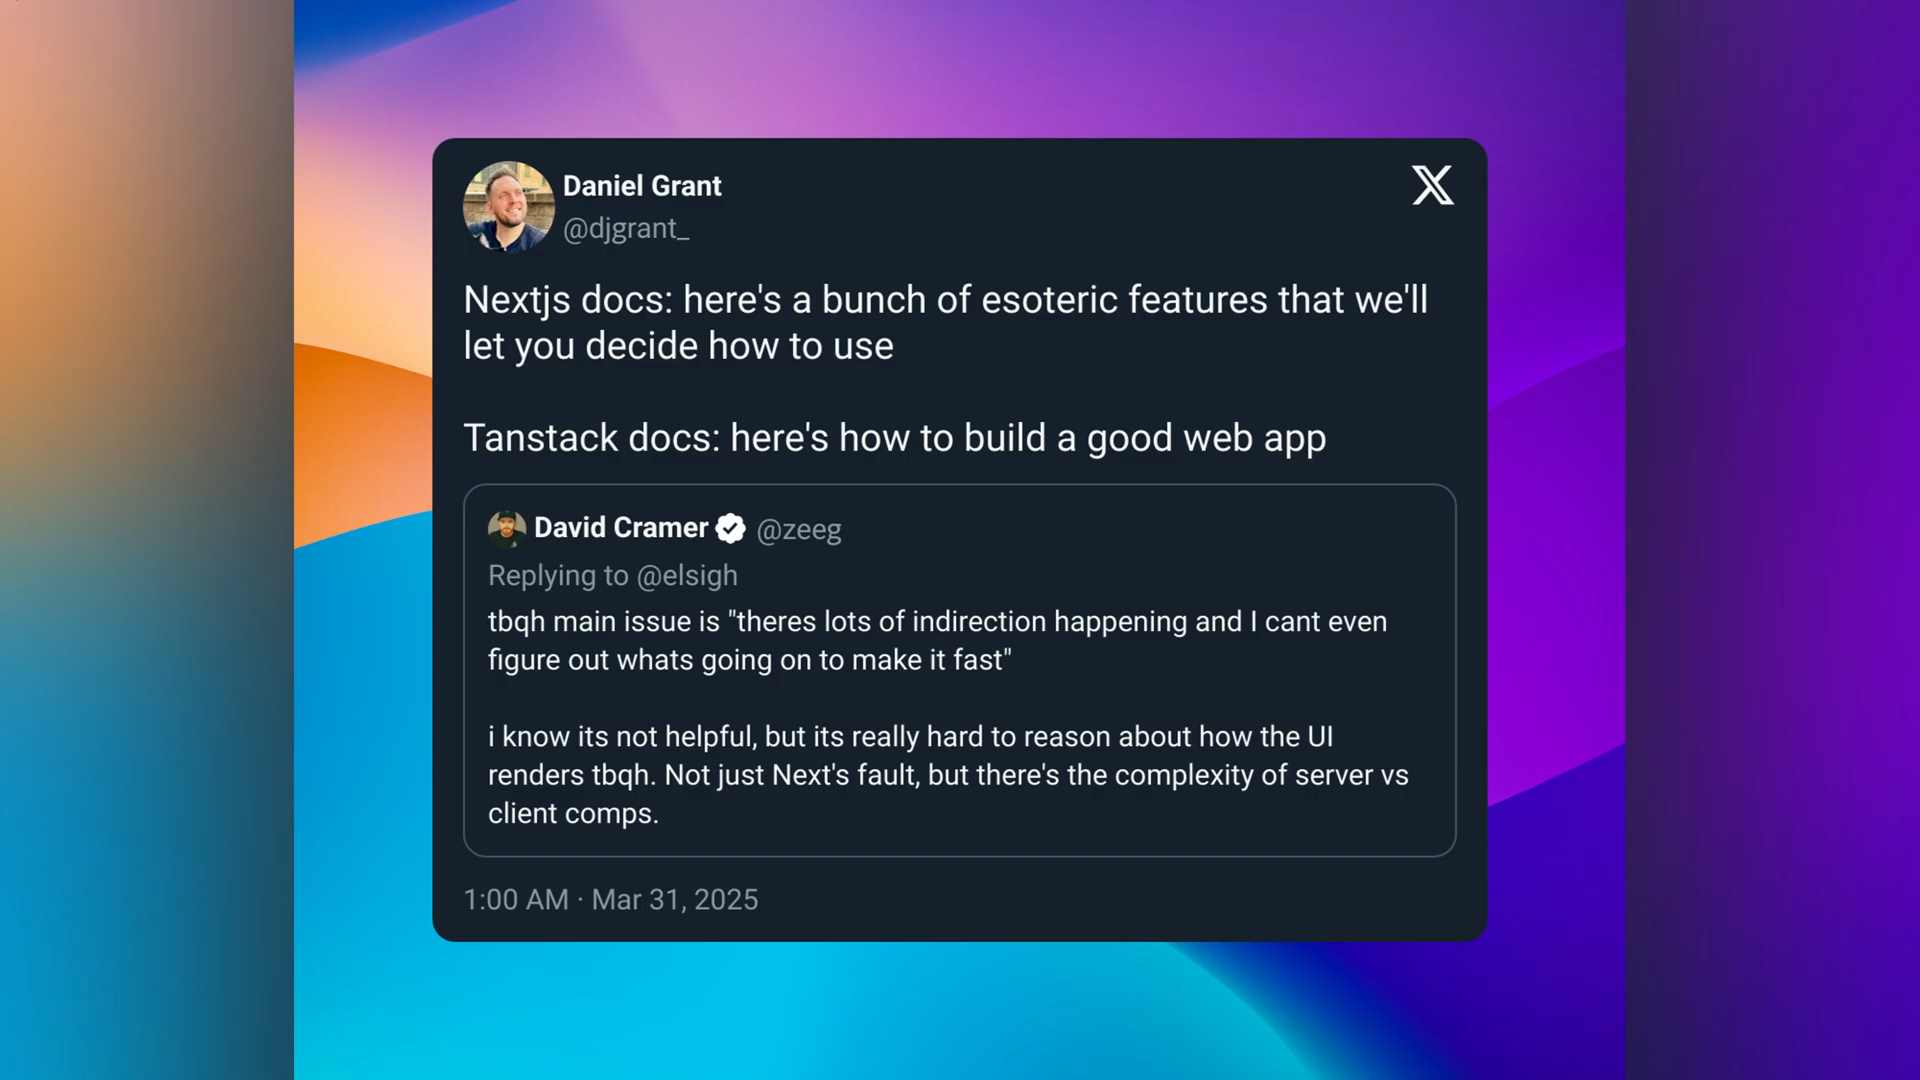 Daniel Grant
@djgrant_
Nextjs docs: here's a bunch of esoteric features that we'll
let you decide how to use
Tanstack docs: here's how to build a good web app
David Cramer @zeeg
Replying to @elsigh
tbqh main issue is "theres lots of indirection happening and I cant even
figure out whats going on to make it fast"
i know its not helpful, but its really hard to reason about how the UI
renders tbqh. Not just Next's fault, but there's the complexity of server vs
client comps.
1:00 AM · Mar 31, 2025